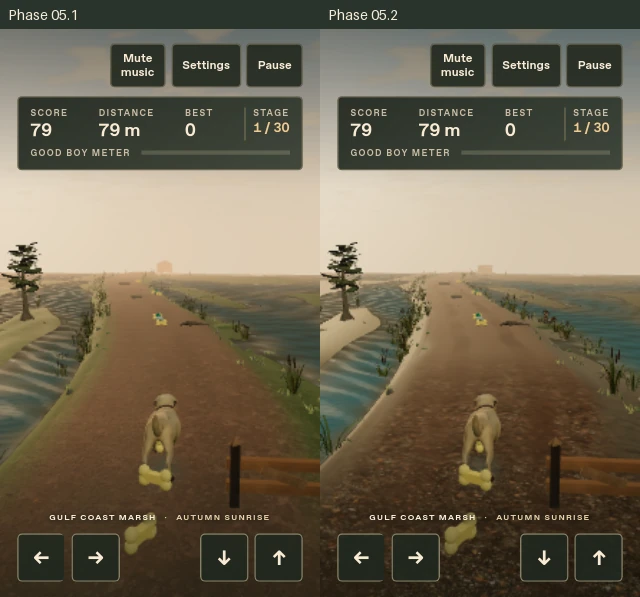 Phase 05.1
Mute music
Settings
Pause
SCORE DISTANCE BEST STAGE
79 79 m 0 1 / 30
GOOD BOY METER
GULF COAST MARSH · AUTUMN SUNRISE
← → ↓ ↑
Phase 05.2
Mute music
Settings
Pause
SCORE DISTANCE BEST STAGE
79 79 m 0 1 / 30
GOOD BOY METER
GULF COAST MARSH · AUTUMN SUNRISE
← → ↓ ↑